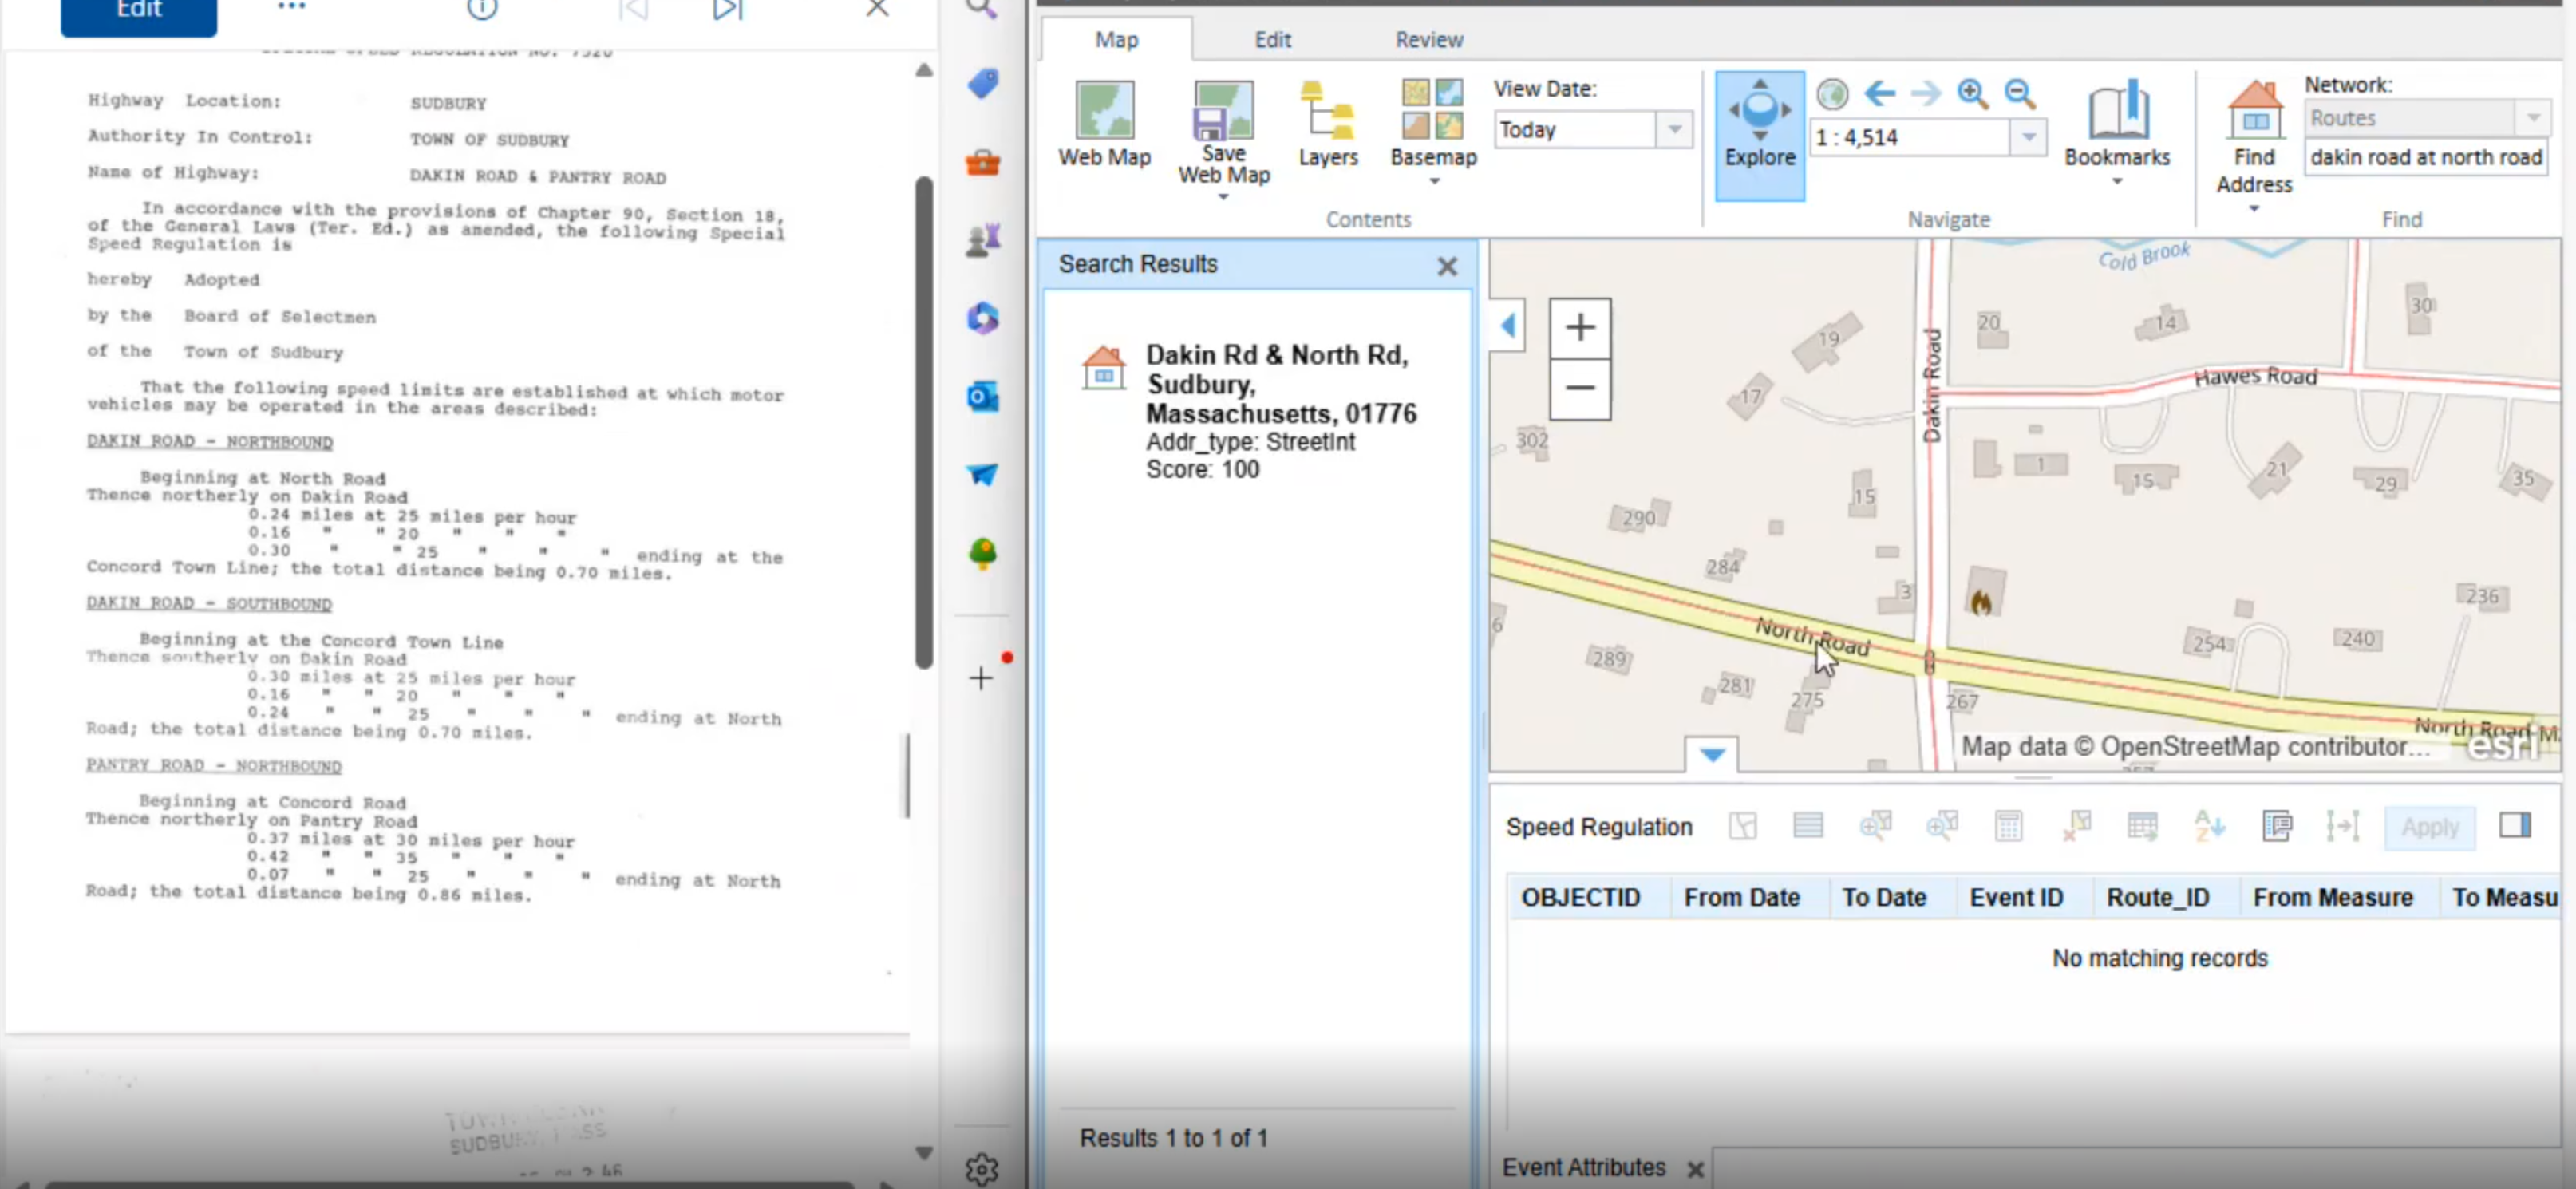 Edit
SPECIAL SPEED REGULATION NO. 7520
Highway Location: SUDBURY
Authority In Control: TOWN OF SUDBURY
Name of Highway: DAKIN ROAD & PANTRY ROAD
In accordance with the provisions of Chapter 90, Section 18,
of the General Laws (Ter. Ed.) as amended, the following Special
Speed Regulation is
hereby Adopted
by the Board of Selectmen
of the Town of Sudbury
That the following speed limits are established at which motor
vehicles may be operated in the areas described:
DAKIN ROAD - NORTHBOUND
Beginning at North Road
Thence northerly on Dakin Road
0.24 miles at 25 miles per hour
0.16 " " 20 " " "
0.30 " " 25 " " " ending at the
Concord Town Line; the total distance being 0.70 miles.
DAKIN ROAD - SOUTHBOUND
Beginning at the Concord Town Line
Thence southerly on Dakin Road
0.30 miles at 25 miles per hour
0.16 " " 20 " " "
0.24 " " 25 " " " ending at North
Road; the total distance being 0.70 miles.
PANTRY ROAD - NORTHBOUND
Beginning at Concord Road
Thence northerly on Pantry Road
0.37 miles at 30 miles per hour
0.42 " " 35 " " "
0.07 " " 25 " " " ending at North
Road; the total distance being 0.86 miles.
SUDBURY, MASS
2 46
Map Edit Review
Web Map
Save
Web Map
Layers
Basemap
Contents
View Date:
Today
Explore
1 : 4,514
Bookmarks
Navigate
Find
Address
Network:
Routes
dakin road at north road
Find
Search Results
Dakin Rd & North Rd,
Sudbury,
Massachusetts, 01776
Addr_type: StreetInt
Score: 100
Results 1 to 1 of 1
+
−
Cold Brook
30
20
14
19
Dakin Road
Hawes Road
17
302
1
15
21
29
35
15
290
284
3
236
6
North Road
254
240
289
281
275
267
North Road
Map data © OpenStreetMap contributor...
esri
Speed Regulation
Apply
OBJECTID From Date To Date Event ID Route_ID From Measure To Measu
No matching records
Event Attributes